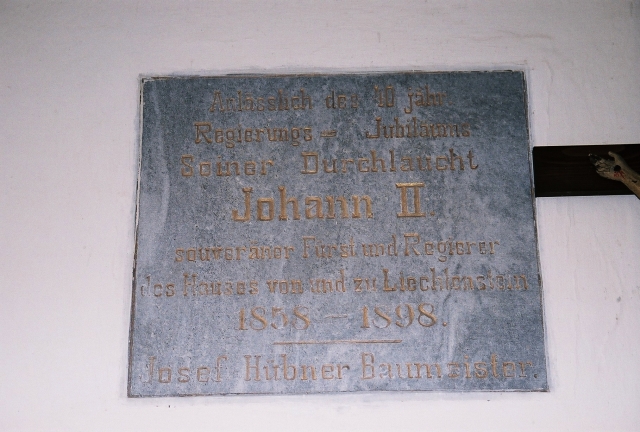 Anlässlich des 40 jähr.
Regierungs – Jubiläums
Seiner Durchlaucht
Johann II.
souveräner Fürst und Regierer
des Hauses von und zu Liechtenstein
1858 – 1898.
Josef Hübner Baumeister.